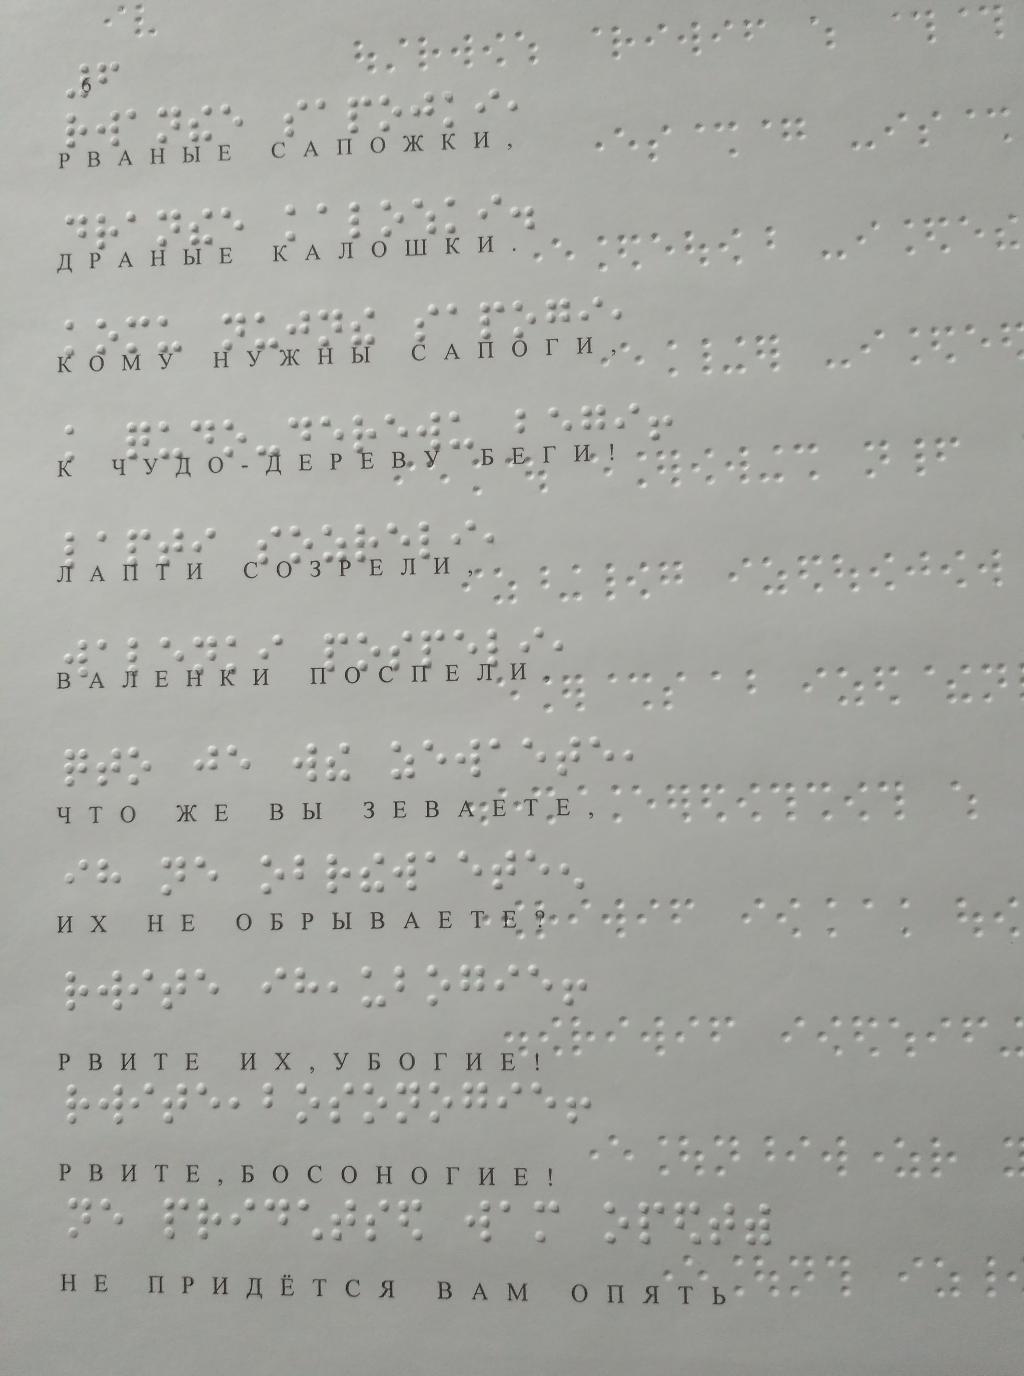 6
РВАНЫЕ САПОЖКИ,
ДРАНЫЕ КАЛОШКИ.
КОМУ НУЖНЫ САПОГИ,
К ЧУДО-ДЕРЕВУ БЕГИ!
ЛАПТИ СОЗРЕЛИ,
ВАЛЕНКИ ПОСПЕЛИ,
ЧТО ЖЕ ВЫ ЗЕВАЕТЕ,
ИХ НЕ ОБРЫВАЕТЕ?
РВИТЕ ИХ,УБОГИЕ!
РВИТЕ,БОСОНОГИЕ!
НЕ ПРИДЁТСЯ ВАМ ОПЯТЬ